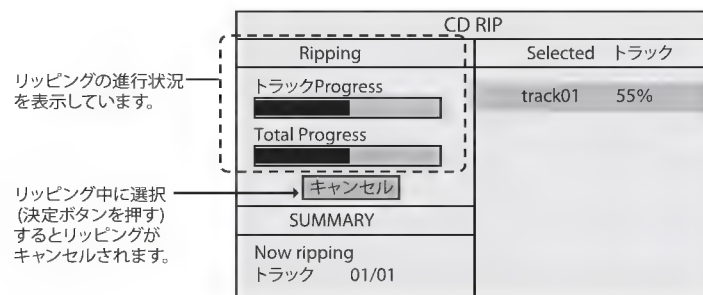 CD RIP
Ripping
Selected トラック
リッピングの進行状況
を表示しています。
トラックProgress
track01 55%
Total Progress
キャンセル
リッピング中に選択
(決定ボタンを押す)
するとリッピングが
キャンセルされます。
SUMMARY
Now ripping
トラック 01/01